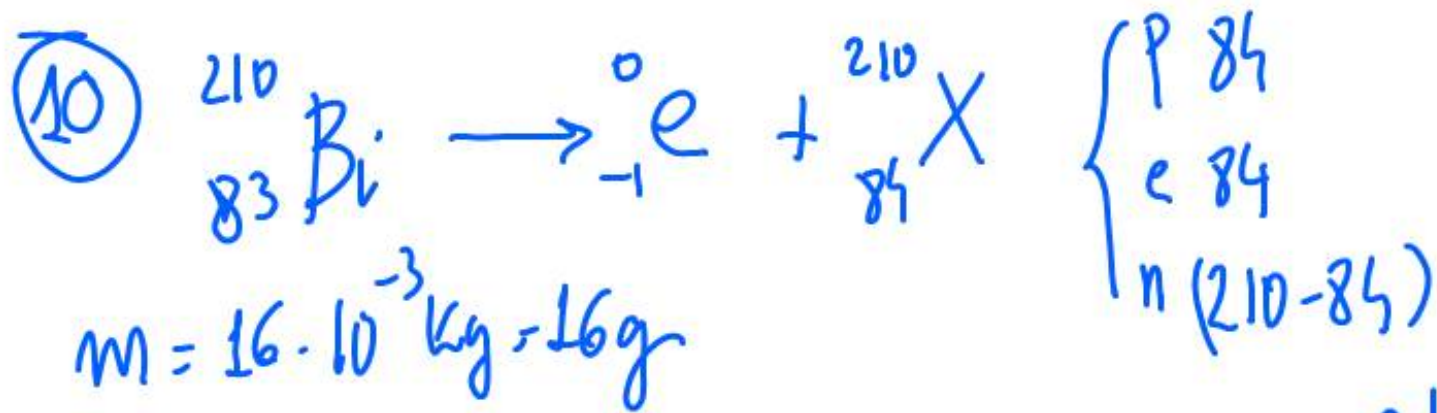 10 ²¹⁰₈₃Bi → ⁰₋₁e + ²¹⁰₈₄X { p 84
e 84
n (210-84)
m = 16 · 10⁻³ Kg = 16g